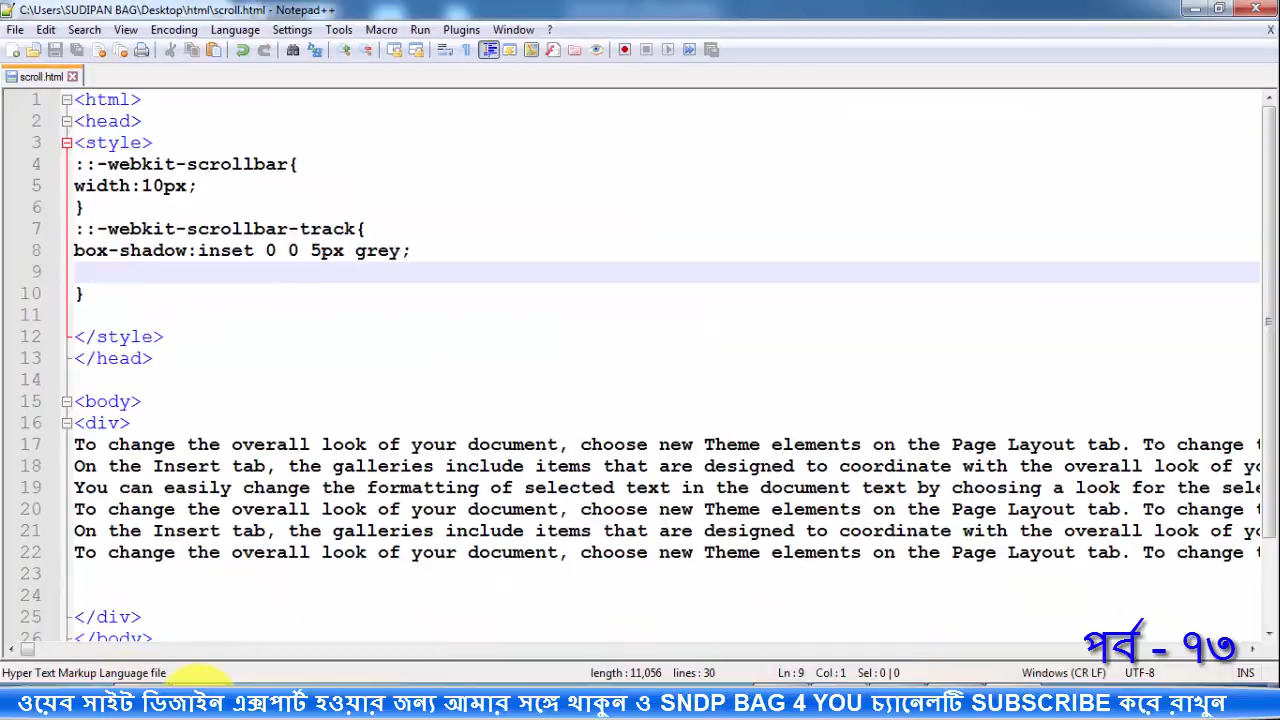 C:\Users\SUDIPAN BAG\Desktop\html\scroll.html - Notepad++
File Edit Search View Encoding Language Settings Tools Macro Run Plugins Window ? X
scroll.html
1 <html>
2 <head>
3 <style>
4 ::-webkit-scrollbar{
5 width:10px;
6 }
7 ::-webkit-scrollbar-track{
8 box-shadow:inset 0 0 5px grey;
9
10 }
11
12 </style>
13 </head>
14
15 <body>
16 <div>
17 To change the overall look of your document, choose new Theme elements on the Page Layout tab. To change t
18 On the Insert tab, the galleries include items that are designed to coordinate with the overall look of yo
19 You can easily change the formatting of selected text in the document text by choosing a look for the sele
20 To change the overall look of your document, choose new Theme elements on the Page Layout tab. To change t
21 On the Insert tab, the galleries include items that are designed to coordinate with the overall look of yo
22 To change the overall look of your document, choose new Theme elements on the Page Layout tab. To change t
23
24
25 </div>
26 </body>
পর্ব - ৭৩
Hyper Text Markup Language file length : 11,056 lines : 30 Ln : 9 Col : 1 Sel : 0 | 0 Windows (CR LF) UTF-8 INS
ওয়েব সাইট ডিজাইন এক্সপার্ট হওয়ার জন্য আমার সঙ্গে থাকুন ও SNDP BAG 4 YOU চ্যানেলটি SUBSCRIBE করে রাখুন